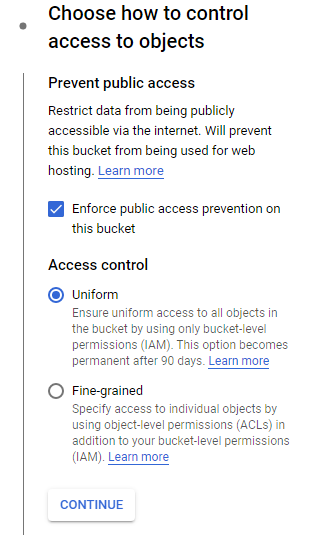 Choose how to control
access to objects
Prevent public access
Restrict data from being publicly
accessible via the internet. Will prevent
this bucket from being used for web
hosting. Learn more
Enforce public access prevention on
this bucket
Access control
Uniform
Ensure uniform access to all objects in
the bucket by using only bucket-level
permissions (IAM). This option becomes
permanent after 90 days. Learn more
Fine-grained
Specify access to individual objects by
using object-level permissions (ACLs) in
addition to your bucket-level permissions
(IAM). Learn more
CONTINUE